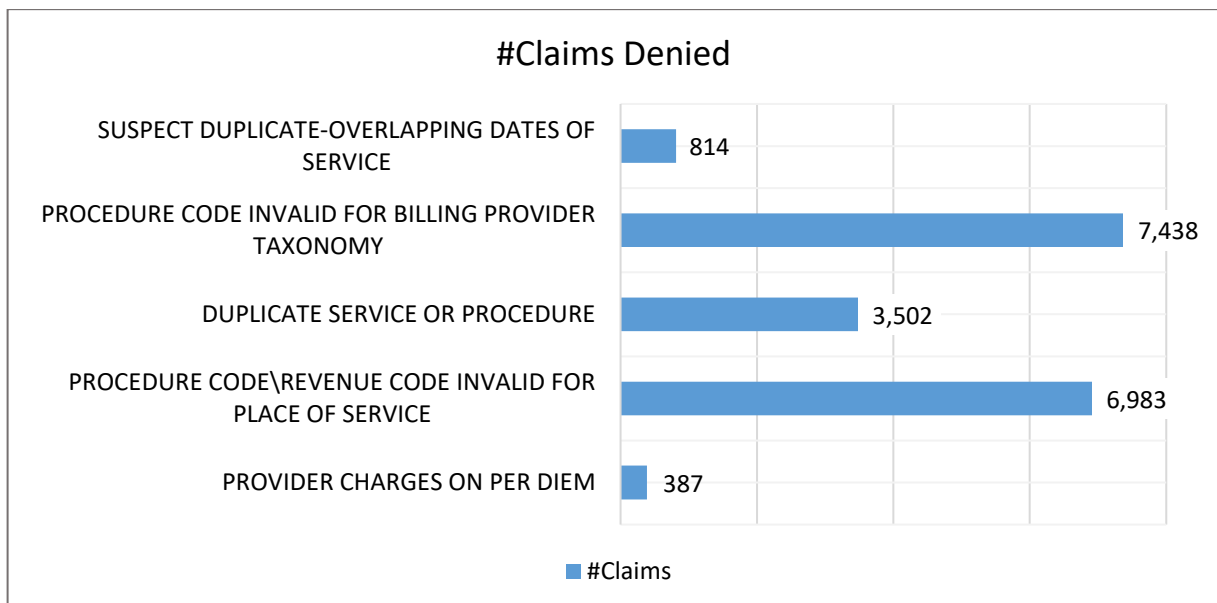 #Claims Denied
SUSPECT DUPLICATE-OVERLAPPING DATES OF
SERVICE
814
PROCEDURE CODE INVALID FOR BILLING PROVIDER
TAXONOMY
7,438
DUPLICATE SERVICE OR PROCEDURE
3,502
PROCEDURE CODE\REVENUE CODE INVALID FOR
PLACE OF SERVICE
6,983
PROVIDER CHARGES ON PER DIEM
387
#Claims